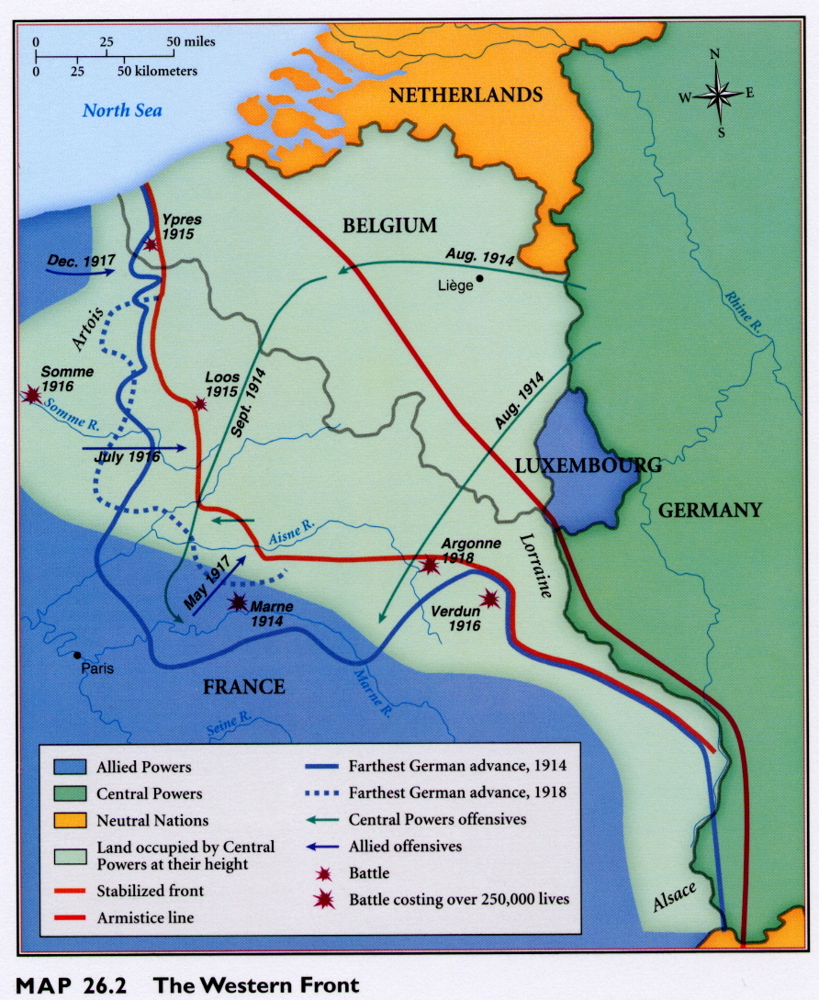 0 25 50 miles
0 25 50 kilometers
North Sea
NETHERLANDS
N
W E
S
Ypres
1915
BELGIUM
Dec. 1917
Aug. 1914
Liège
Artois
Rhine R.
Somme
1916
Loos
1915
Sept. 1914
Aug. 1914
Somme R.
July 1916
LUXEMBOURG
GERMANY
Aisne R.
Argonne
1918
Lorraine
May 1917
Marne
1914
Verdun
1916
Paris
FRANCE
Marne R.
Seine R.
Allied Powers
Central Powers
Neutral Nations
Land occupied by Central
Powers at their height
Stabilized front
Armistice line
Farthest German advance, 1914
Farthest German advance, 1918
Central Powers offensives
Allied offensives
Battle
Battle costing over 250,000 lives
Alsace
MAP 26.2 The Western Front